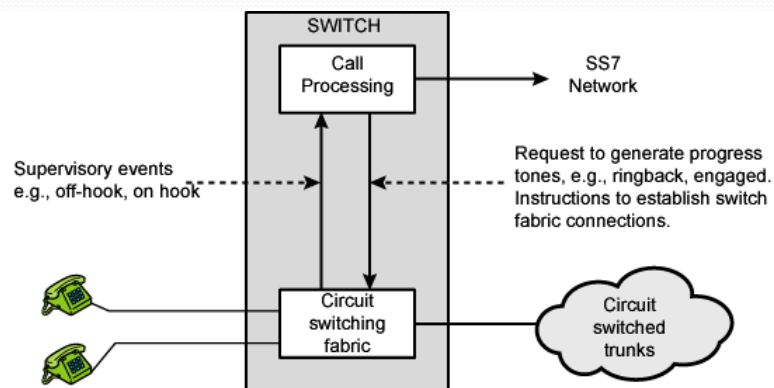 SWITCH
Call
Processing
SS7
Network
Supervisory events
e.g., off-hook, on hook
Request to generate progress
tones, e.g., ringback, engaged.
Instructions to establish switch
fabric connections.
Circuit
switching
fabric
Circuit
switched
trunks